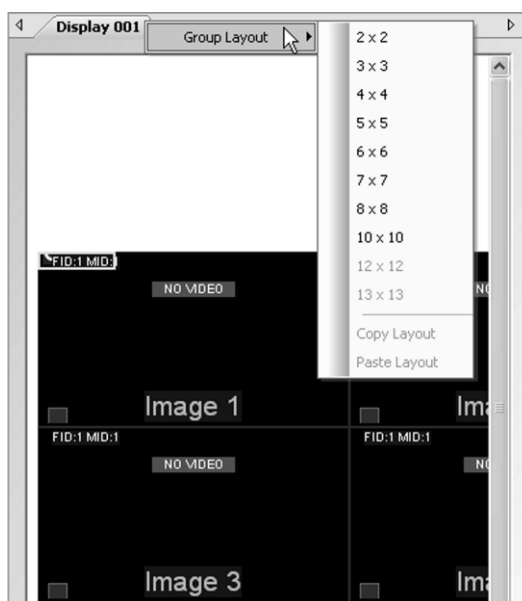 Display 001
Group Layout
2 x 2
3 x 3
4 x 4
5 x 5
6 x 6
7 x 7
8 x 8
10 x 10
12 x 12
13 x 13
Copy Layout
Paste Layout
FID:1 MID:
NO VIDEO
Image 1
FID:1 MID:1
FID:1 MID:1
NO VIDEO
Image 3